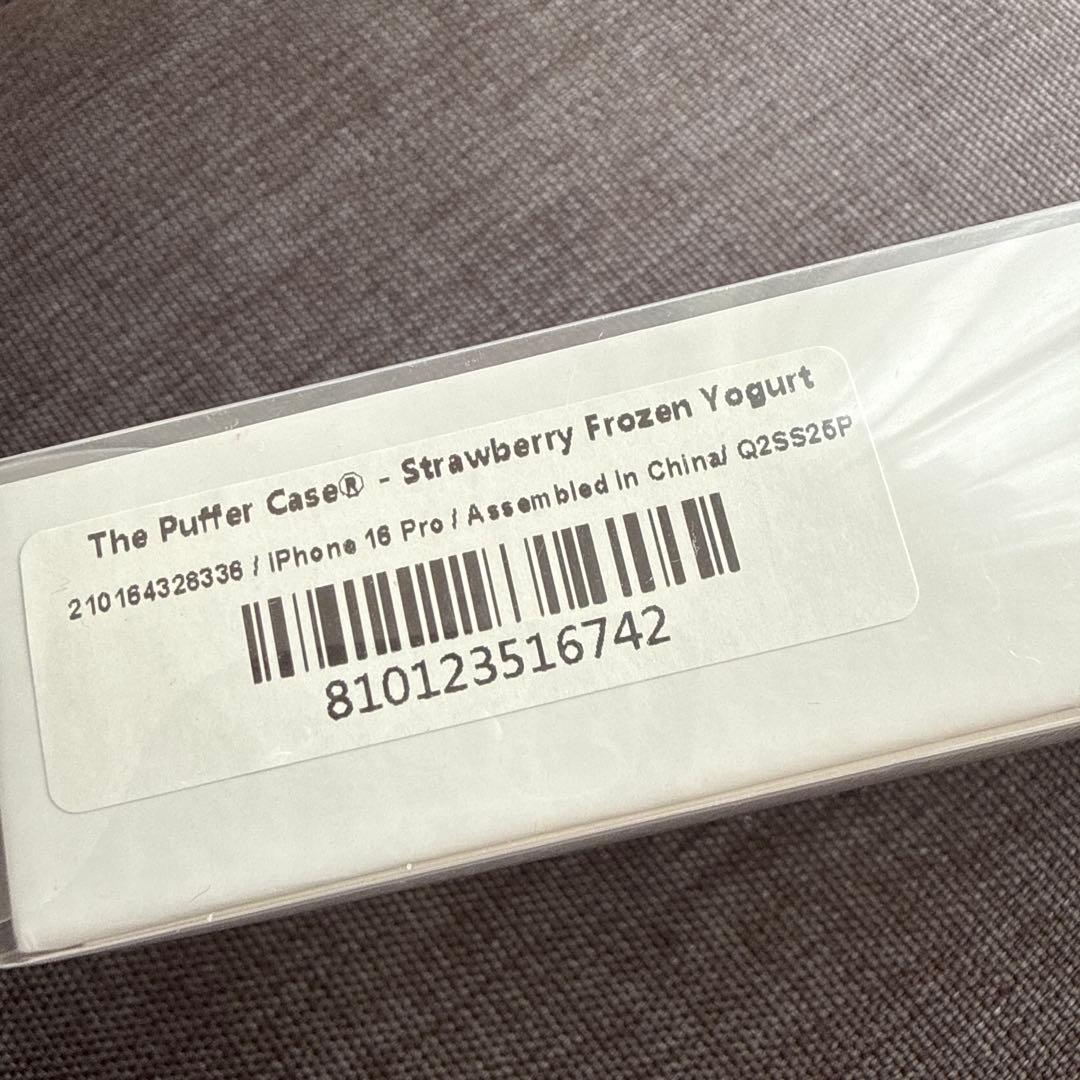 The Puffer Case® - Strawberry Frozen Yogurt
210164328336 / iPhone 16 Pro / Assembled in China/ Q2SS25P
810123516742